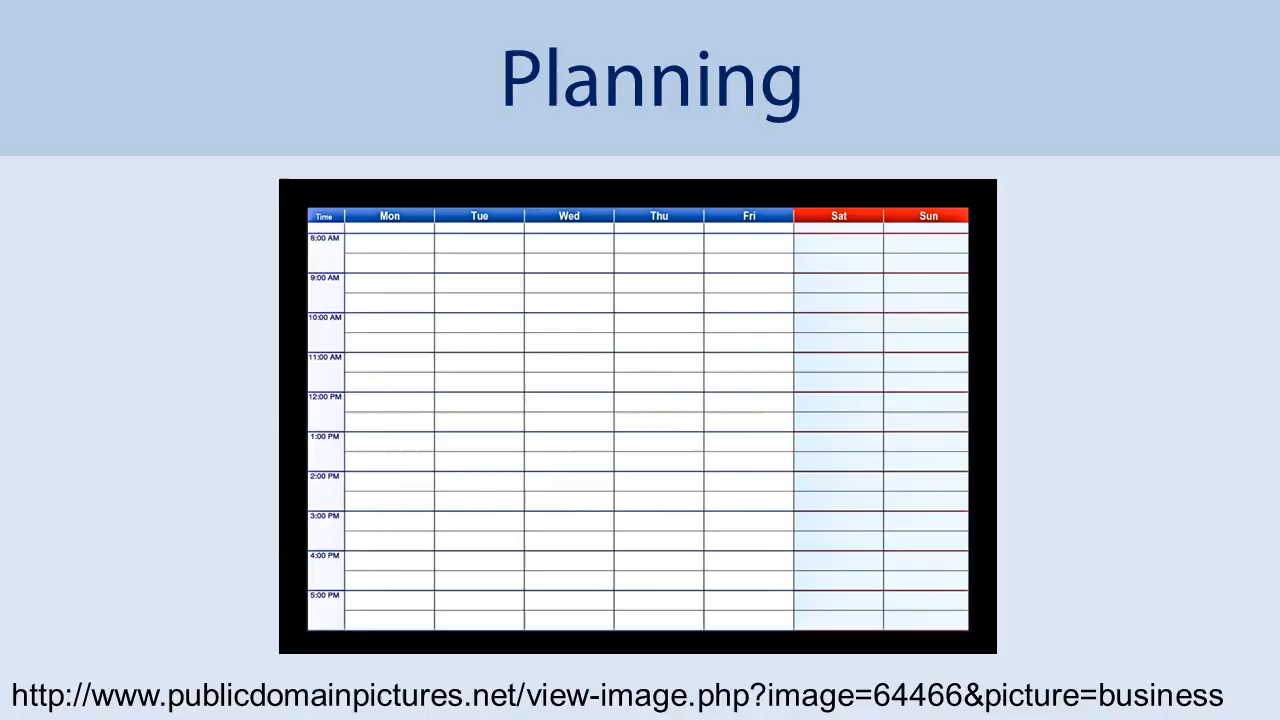 Planning
Time Mon Tue Wed Thu Fri Sat Sun
8:00 AM
9:00 AM
10:00 AM
11:00 AM
12:00 PM
1:00 PM
2:00 PM
3:00 PM
4:00 PM
5:00 PM
http://www.publicdomainpictures.net/view-image.php?image=64466&picture=business